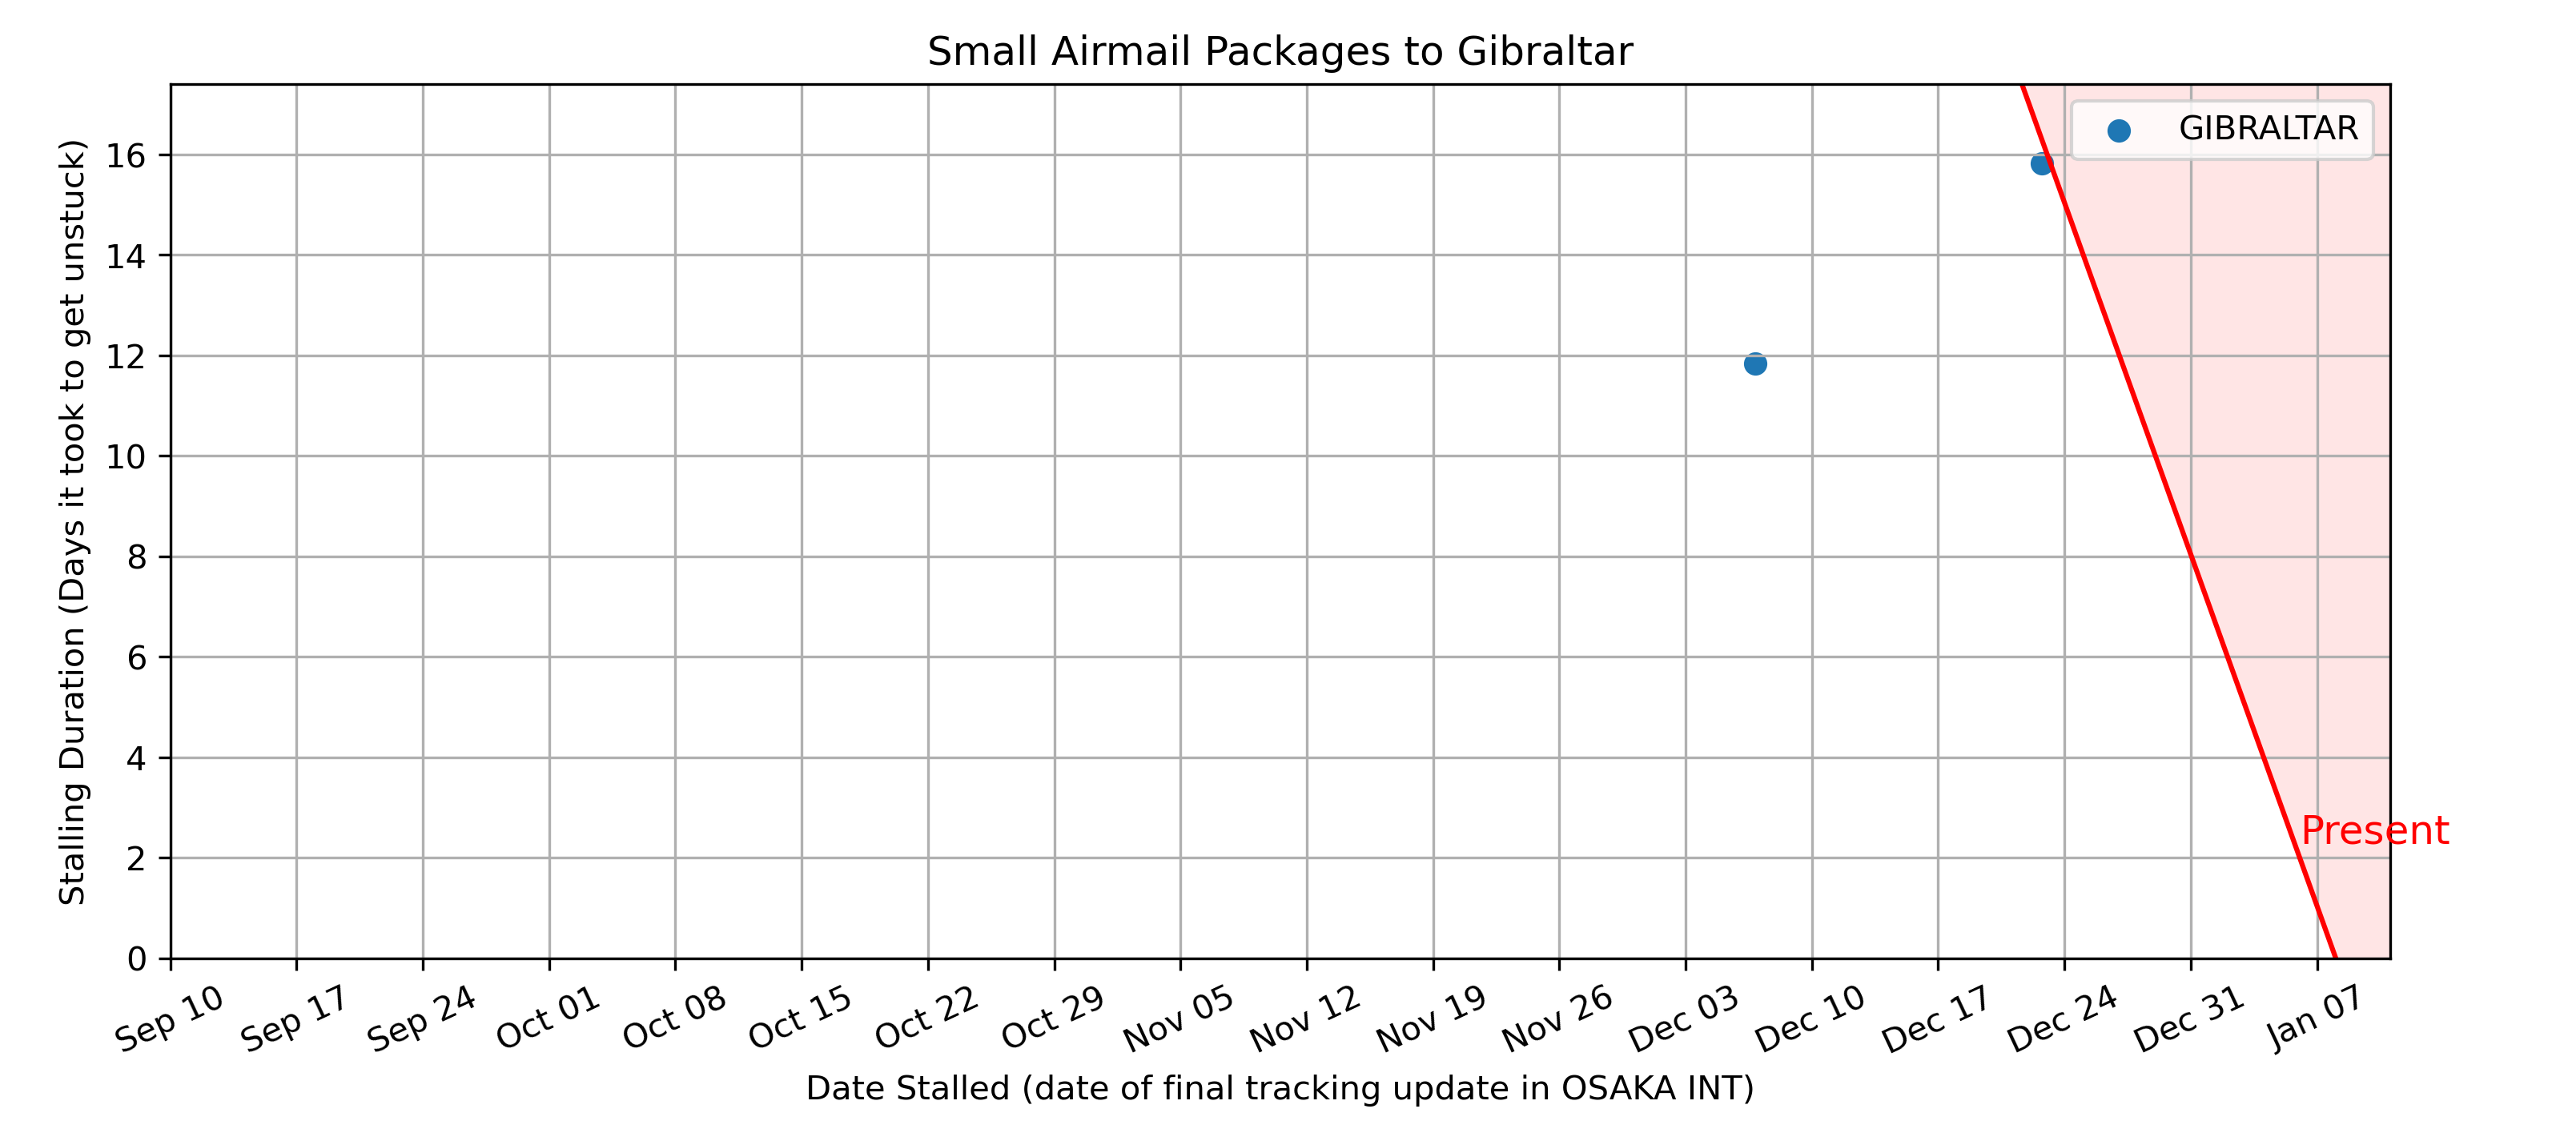 Small Airmail Packages to Gibraltar
GIBRALTAR
Stalling Duration (Days it took to get unstuck)
16
14
12
10
8
6
4
2
0
Present
Sep 10 Sep 17 Sep 24 Oct 01 Oct 08 Oct 15 Oct 22 Oct 29 Nov 05 Nov 12 Nov 19 Nov 26 Dec 03 Dec 10 Dec 17 Dec 24 Dec 31 Jan 07
Date Stalled (date of final tracking update in OSAKA INT)